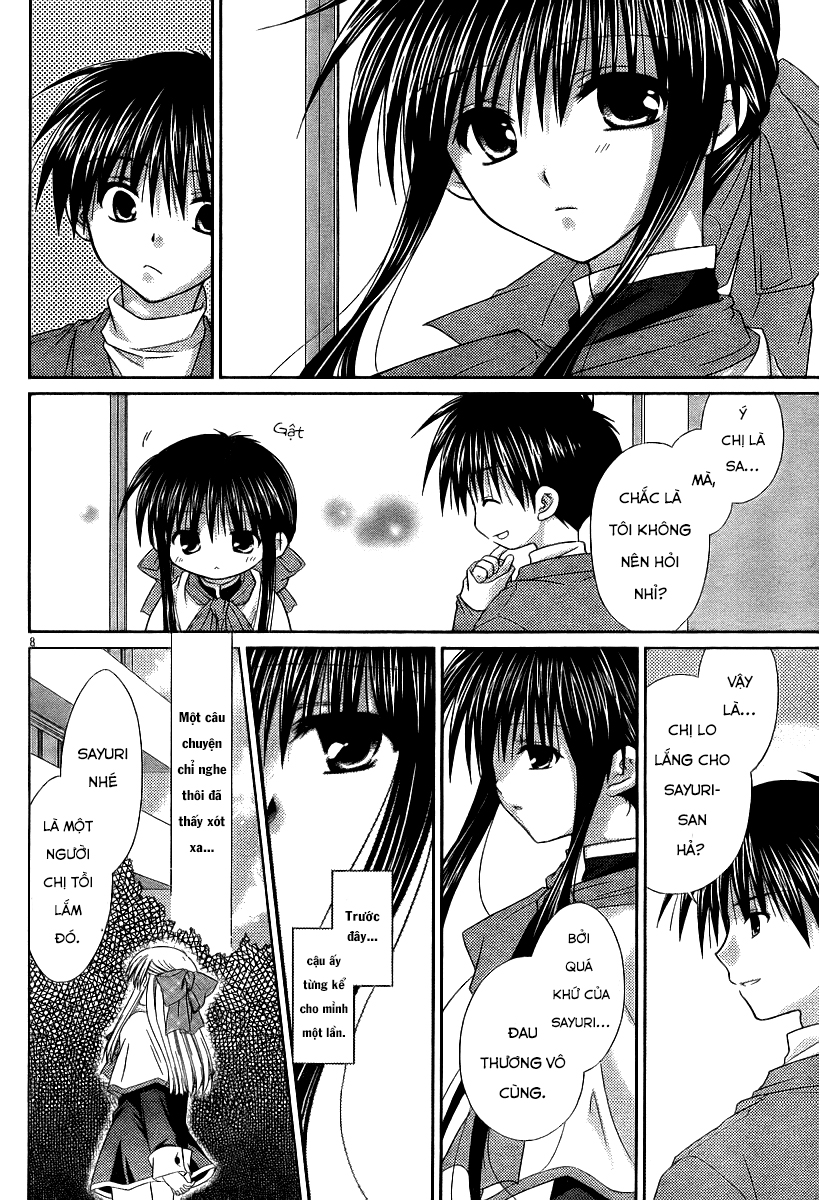 Ý
CHỊ LÀ
SA...
MÀ,
CHẮC LÀ
TÔI KHÔNG
NÊN HỎI
NHỈ?
Gật
8
VẬY
LÀ...
CHỊ LO
LẮNG CHO
SAYURI-
SAN
HẢ?
BỞI
QUÁ
KHỨ CỦA
SAYURI...
ĐAU
THƯƠNG VÔ
CÙNG.
Trước
đây...
cậu ấy
từng kể
cho mình
một lần.
Một câu
chuyện
chỉ nghe
thôi đã
thấy xót
xa...
SAYURI
NHÉ
LÀ MỘT
NGƯỜI
CHỊ TỒI
LẮM
ĐÓ.